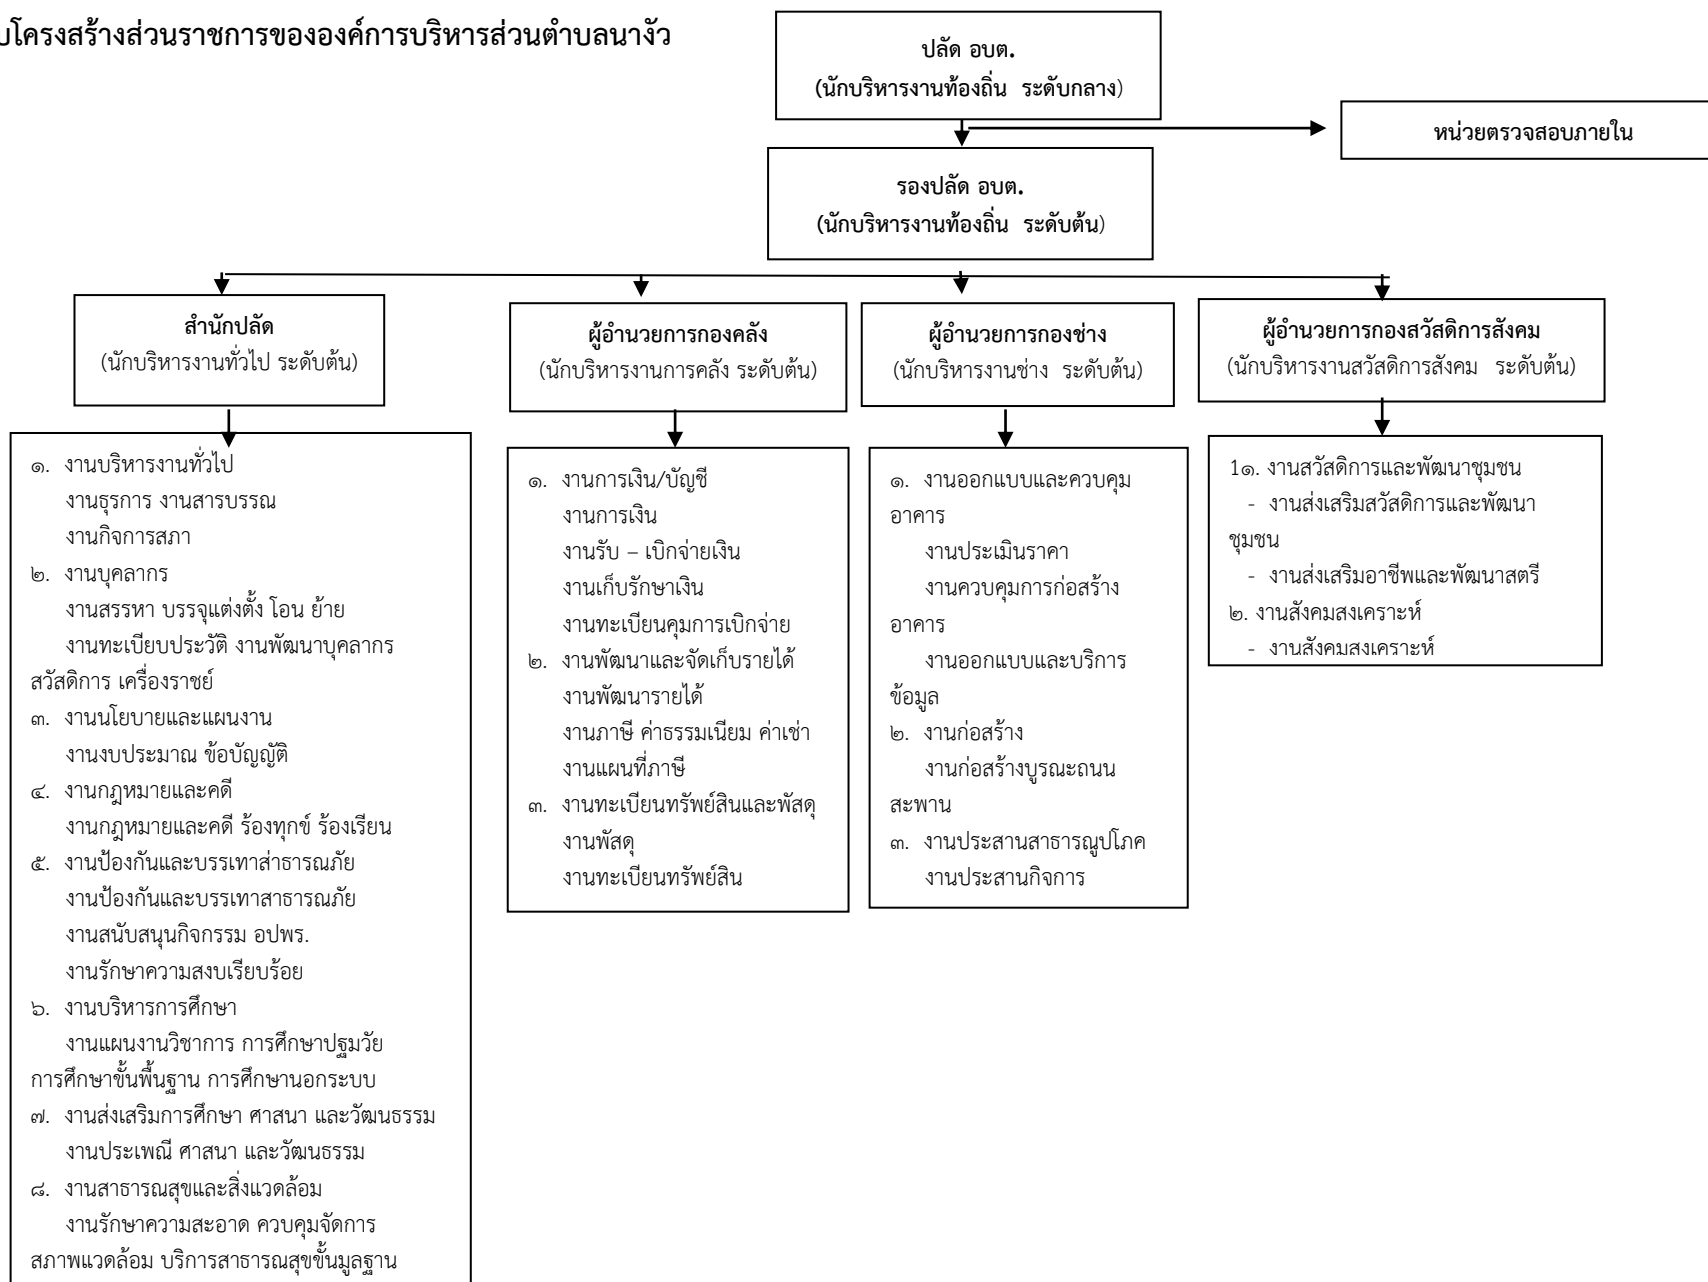 บโครงสร้างส่วนราชการขององค์การบริหารส่วนตำบลนางัว
ปลัด อบต.
(นักบริหารงานท้องถิ่น ระดับกลาง)
หน่วยตรวจสอบภายใน
รองปลัด อบต.
(นักบริหารงานท้องถิ่น ระดับต้น)
สำนักปลัด
(นักบริหารงานทั่วไป ระดับต้น)
ผู้อำนวยการกองคลัง
(นักบริหารงานการคลัง ระดับต้น)
ผู้อำนวยการกองช่าง
(นักบริหารงานช่าง ระดับต้น)
ผู้อำนวยการกองสวัสดิการสังคม
(นักบริหารงานสวัสดิการสังคม ระดับต้น)
๑. งานบริหารงานทั่วไป
งานธุรการ งานสารบรรณ
งานกิจการสภา
๒. งานบุคลากร
งานสรรหา บรรจุแต่งตั้ง โอน ย้าย
งานทะเบียบประวัติ งานพัฒนาบุคลากร
สวัสดิการ เครื่องราชย์
๓. งานนโยบายและแผนงาน
งานงบประมาณ ข้อบัญญัติ
๔. งานกฎหมายและคดี
งานกฎหมายและคดี ร้องทุกข์ ร้องเรียน
๕. งานป้องกันและบรรเทาส่าธารณภัย
งานป้องกันและบรรเทาสาธารณภัย
งานสนับสนุนกิจกรรม อปพร.
งานรักษาความสงบเรียบร้อย
๖. งานบริหารการศึกษา
งานแผนงานวิชาการ การศึกษาปฐมวัย
การศึกษาขั้นพื้นฐาน การศึกษานอกระบบ
๗. งานส่งเสริมการศึกษา ศาสนา และวัฒนธรรม
งานประเพณี ศาสนา และวัฒนธรรม
๘. งานสาธารณสุขและสิ่งแวดล้อม
งานรักษาความสะอาด ควบคุมจัดการ
สภาพแวดล้อม บริการสาธารณสุขขั้นมูลฐาน
๑. งานการเงิน/บัญชี
งานการเงิน
งานรับ – เบิกจ่ายเงิน
งานเก็บรักษาเงิน
งานทะเบียนคุมการเบิกจ่าย
๒. งานพัฒนาและจัดเก็บรายได้
งานพัฒนารายได้
งานภาษี ค่าธรรมเนียม ค่าเช่า
งานแผนที่ภาษี
๓. งานทะเบียนทรัพย์สินและพัสดุ
งานพัสดุ
งานทะเบียนทรัพย์สิน
๑. งานออกแบบและควบคุม
อาคาร
งานประเมินราคา
งานควบคุมการก่อสร้าง
อาคาร
งานออกแบบและบริการ
ข้อมูล
๒. งานก่อสร้าง
งานก่อสร้างบูรณะถนน
สะพาน
๓. งานประสานสาธารณูปโภค
งานประสานกิจการ
1๑. งานสวัสดิการและพัฒนาชุมชน
- งานส่งเสริมสวัสดิการและพัฒนา
ชุมชน
- งานส่งเสริมอาชีพและพัฒนาสตรี
๒. งานสังคมสงเคราะห์
- งานสังคมสงเคราะห์